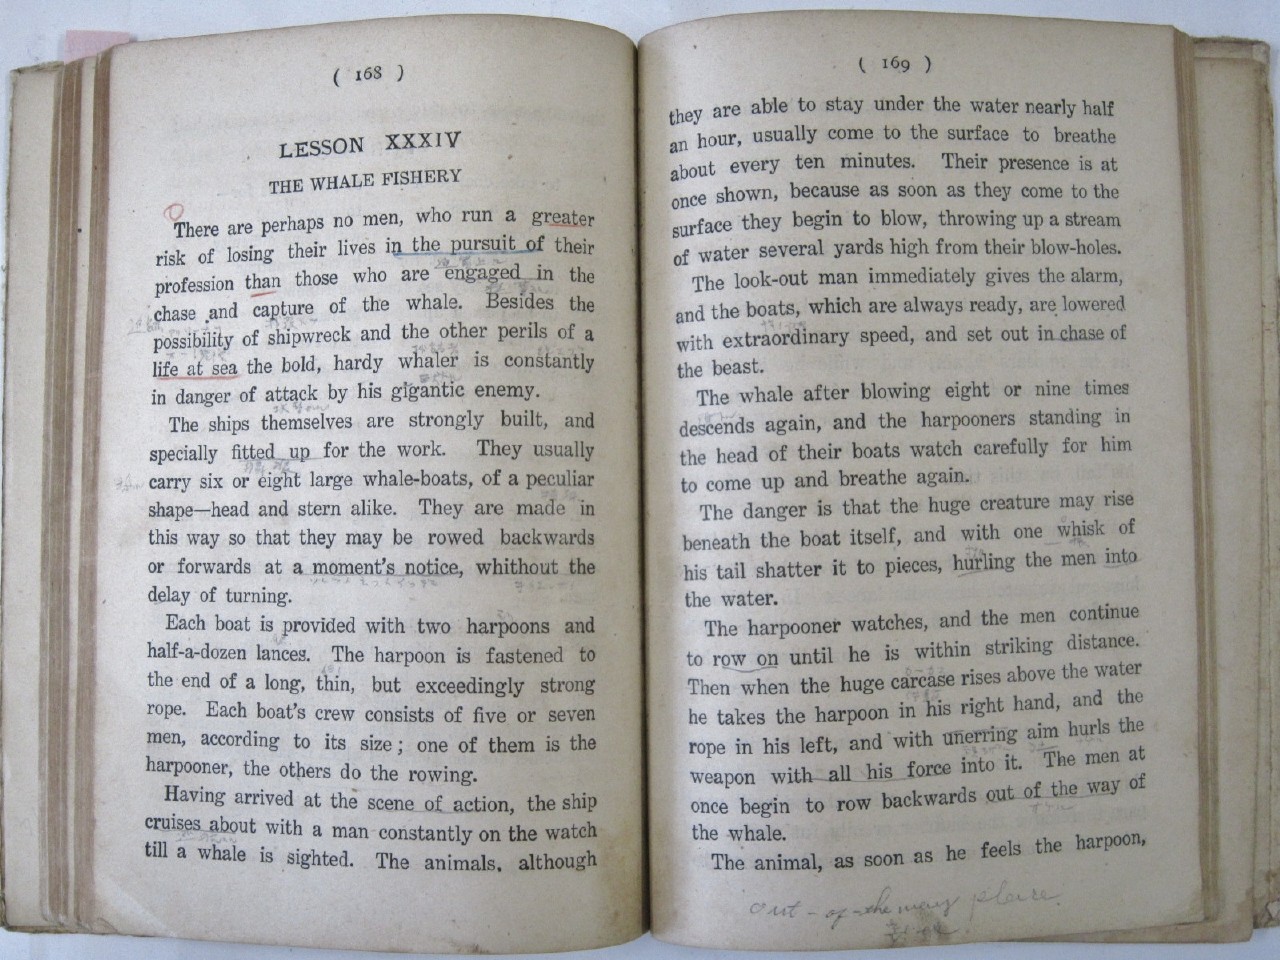 ( 168 )
LESSON XXXIV
THE WHALE FISHERY
There are perhaps no men, who run a greater
risk of losing their lives in the pursuit of their
profession than those who are engaged in the
chase and capture of the whale. Besides the
possibility of shipwreck and the other perils of a
life at sea the bold, hardy whaler is constantly
in danger of attack by his gigantic enemy.
The ships themselves are strongly built, and
specially fitted up for the work. They usually
carry six or eight large whale-boats, of a peculiar
shape—head and stern alike. They are made in
this way so that they may be rowed backwards
or forwards at a moment's notice, whithout the
delay of turning.
Each boat is provided with two harpoons and
half-a-dozen lances. The harpoon is fastened to
the end of a long, thin, but exceedingly strong
rope. Each boat's crew consists of five or seven
men, according to its size; one of them is the
harpooner, the others do the rowing.
Having arrived at the scene of action, the ship
cruises about with a man constantly on the watch
till a whale is sighted. The animals, although
( 169 )
they are able to stay under the water nearly half
an hour, usually come to the surface to breathe
about every ten minutes. Their presence is at
once shown, because as soon as they come to the
surface they begin to blow, throwing up a stream
of water several yards high from their blow-holes.
The look-out man immediately gives the alarm,
and the boats, which are always ready, are lowered
with extraordinary speed, and set out in chase of
the beast.
The whale after blowing eight or nine times
descends again, and the harpooners standing in
the head of their boats watch carefully for him
to come up and breathe again.
The danger is that the huge creature may rise
beneath the boat itself, and with one whisk of
his tail shatter it to pieces, hurling the men into
the water.
The harpooner watches, and the men continue
to row on until he is within striking distance.
Then when the huge carcase rises above the water
he takes the harpoon in his right hand, and the
rope in his left, and with unerring aim hurls the
weapon with all his force into it. The men at
once begin to row backwards out of the way of
the whale.
The animal, as soon as he feels the harpoon,
out-of-the way place